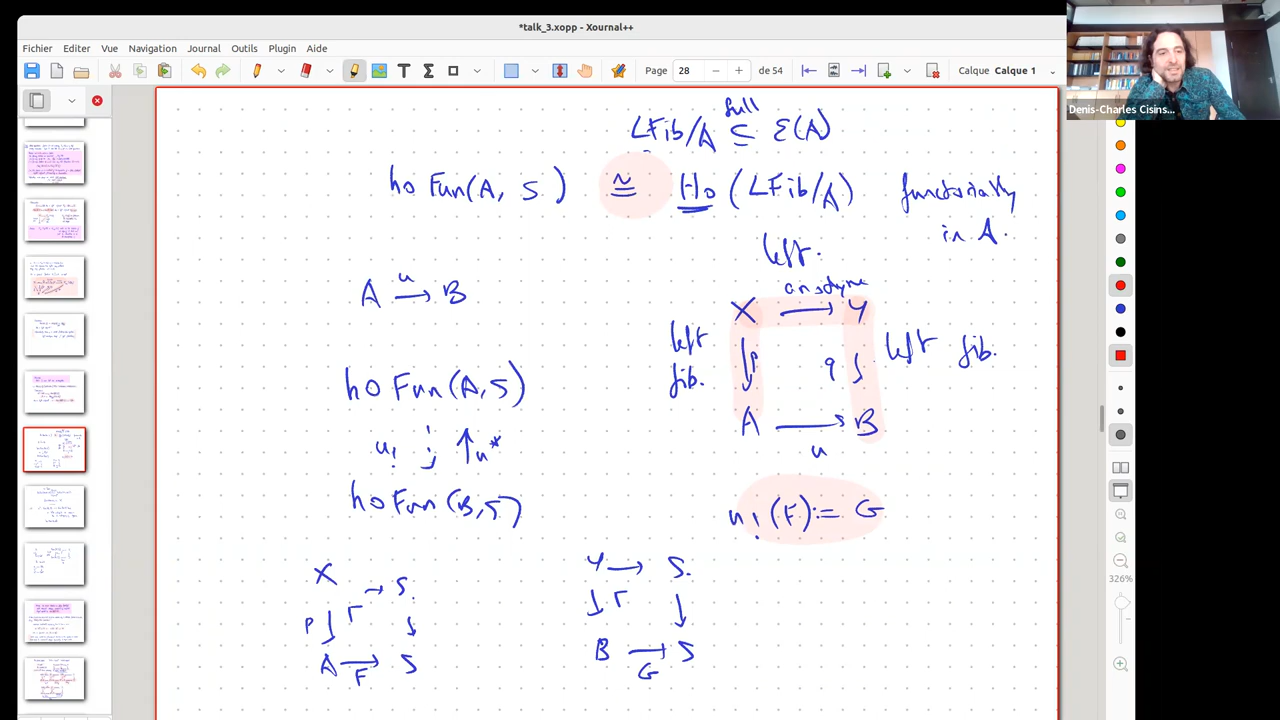 *talk_3.xopp - Xournal++
Fichier Editer Vue Navigation Journal Outils Plugin Aide
Page 28 de 54 Calque Calque 1
Denis-Charles Cisins...
LFib/A ⊆ Ɛ(A)
full
ho Fun(A, S) ≅ Ho (LFib/A) functorially
in A.
left
anodyne
A →u B
X → Y
left
fib.
p q left fib.
A → B
u
ho Fun(A,S)
u! ↑u*
ho Fun(B,S)
u!(F) := G
X → S.
p Γ
A → S
F
Y → S.
Γ
B → S
G
326%